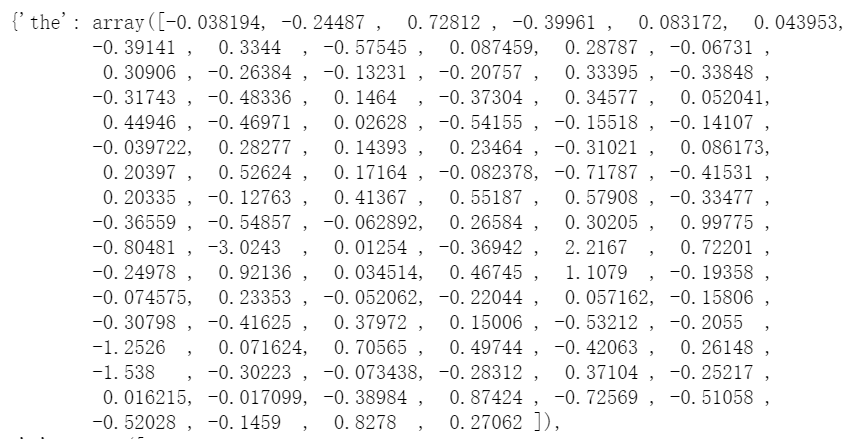 {'the': array([-0.038194, -0.24487 ,  0.72812 , -0.39961 ,  0.083172,  0.043953,
       -0.39141 ,  0.3344  , -0.57545 ,  0.087459,  0.28787 , -0.06731 ,
        0.30906 , -0.26384 , -0.13231 , -0.20757 ,  0.33395 , -0.33848 ,
       -0.31743 , -0.48336 ,  0.1464  , -0.37304 ,  0.34577 ,  0.052041,
        0.44946 , -0.46971 ,  0.02628 , -0.54155 , -0.15518 , -0.14107 ,
       -0.039722,  0.28277 ,  0.14393 ,  0.23464 , -0.31021 ,  0.086173,
        0.20397 ,  0.52624 ,  0.17164 , -0.082378, -0.71787 , -0.41531 ,
        0.20335 , -0.12763 ,  0.41367 ,  0.55187 ,  0.57908 , -0.33477 ,
       -0.36559 , -0.54857 , -0.062892,  0.26584 ,  0.30205 ,  0.99775 ,
       -0.80481 , -3.0243  ,  0.01254 , -0.36942 ,  2.2167  ,  0.72201 ,
       -0.24978 ,  0.92136 ,  0.034514,  0.46745 ,  1.1079  , -0.19358 ,
       -0.074575,  0.23353 , -0.052062, -0.22044 ,  0.057162, -0.15806 ,
       -0.30798 , -0.41625 ,  0.37972 ,  0.15006 , -0.53212 , -0.2055  ,
       -1.2526  ,  0.071624,  0.70565 ,  0.49744 , -0.42063 ,  0.26148 ,
       -1.538   , -0.30223 , -0.073438, -0.28312 ,  0.37104 , -0.25217 ,
        0.016215, -0.017099, -0.38984 ,  0.87424 , -0.72569 , -0.51058 ,
       -0.52028 , -0.1459  ,  0.8278  ,  0.27062 ]),